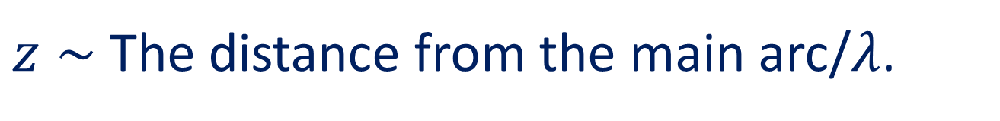 z ~ The distance from the main arc/λ.